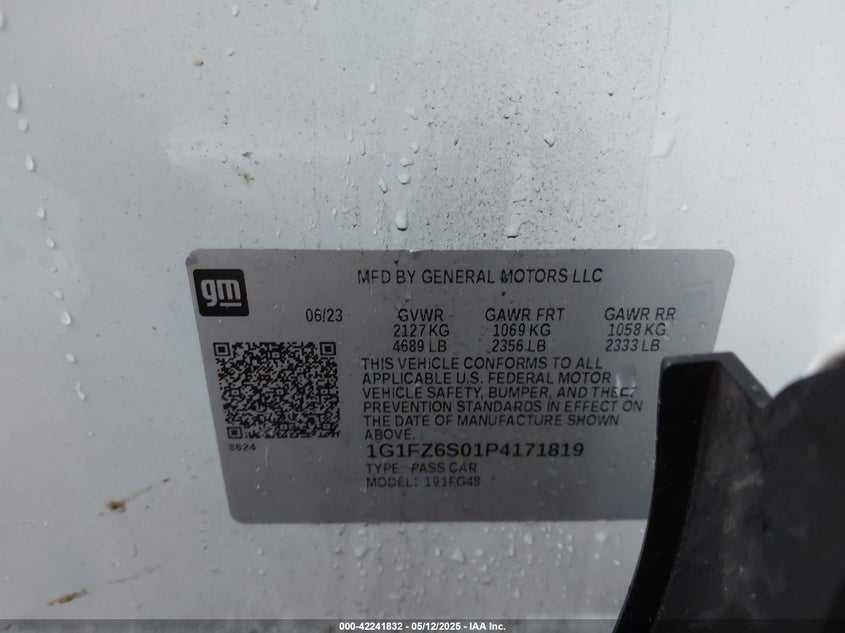 gm
MFD BY GENERAL MOTORS LLC
06/23 GVWR GAWR FRT GAWR RR
2127 KG 1069 KG 1058 KG
4689 LB 2356 LB 2333 LB
THIS VEHICLE CONFORMS TO ALL
APPLICABLE U.S. FEDERAL MOTOR
VEHICLE SAFETY, BUMPER, AND THEFT
PREVENTION STANDARDS IN EFFECT ON
THE DATE OF MANUFACTURE SHOWN
ABOVE.
8624
1G1FZ6S01P4171819
TYPE: PASS CAR
MODEL: 191FG48
000-42241832 - 05/12/2025 - IAA Inc.